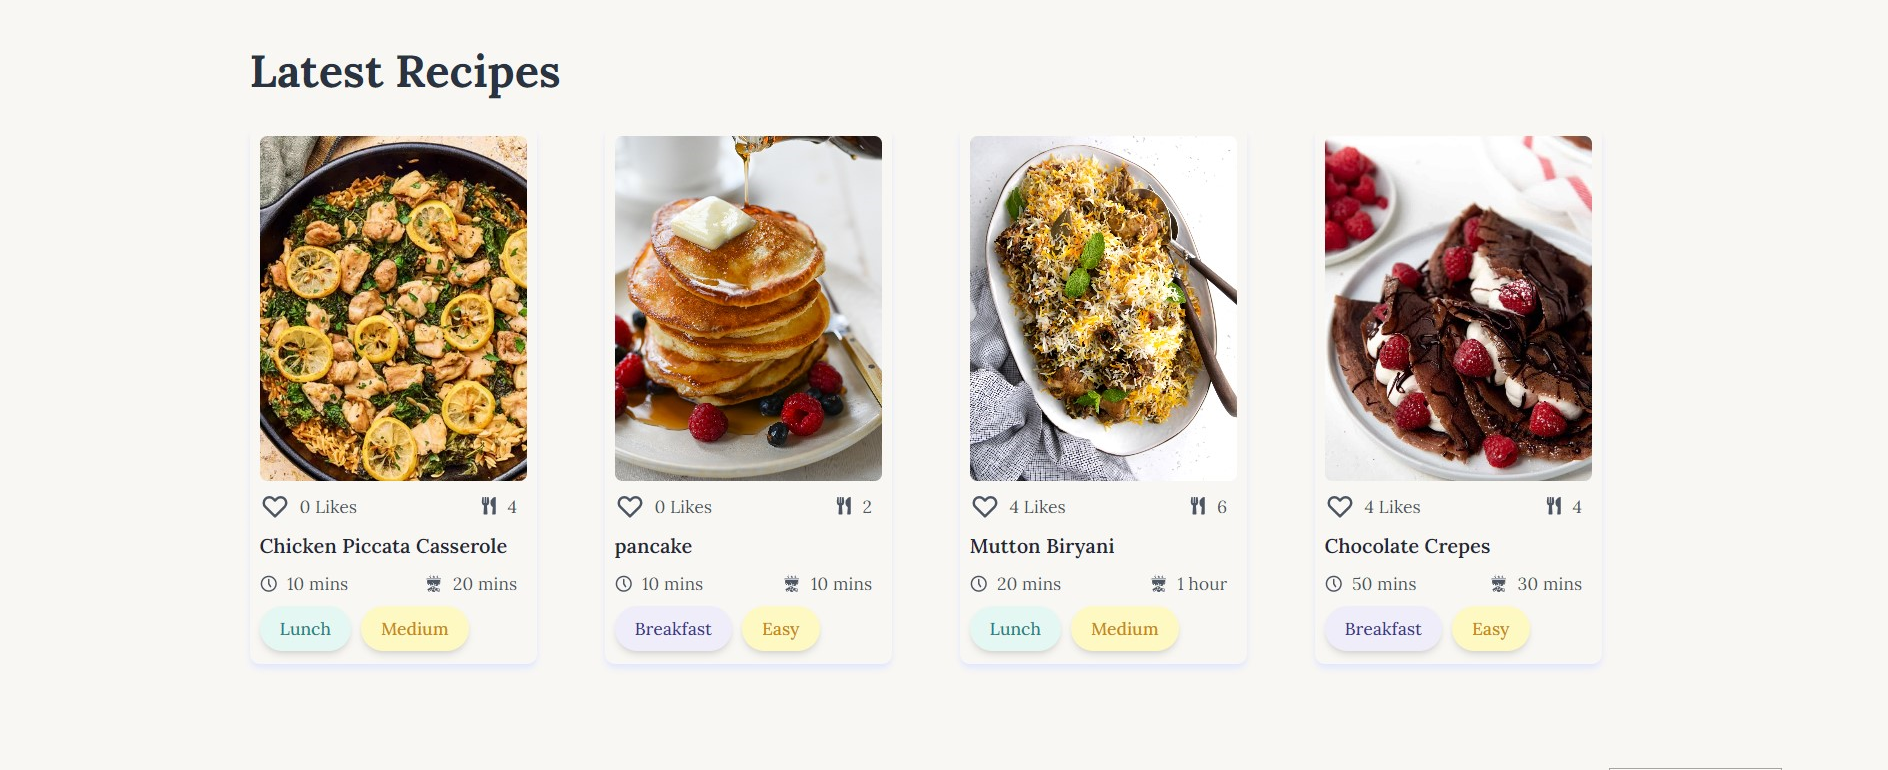 Latest Recipes
0 Likes 4
Chicken Piccata Casserole
10 mins 20 mins
Lunch Medium
0 Likes 2
pancake
10 mins 10 mins
Breakfast Easy
4 Likes 6
Mutton Biryani
20 mins 1 hour
Lunch Medium
4 Likes 4
Chocolate Crepes
50 mins 30 mins
Breakfast Easy